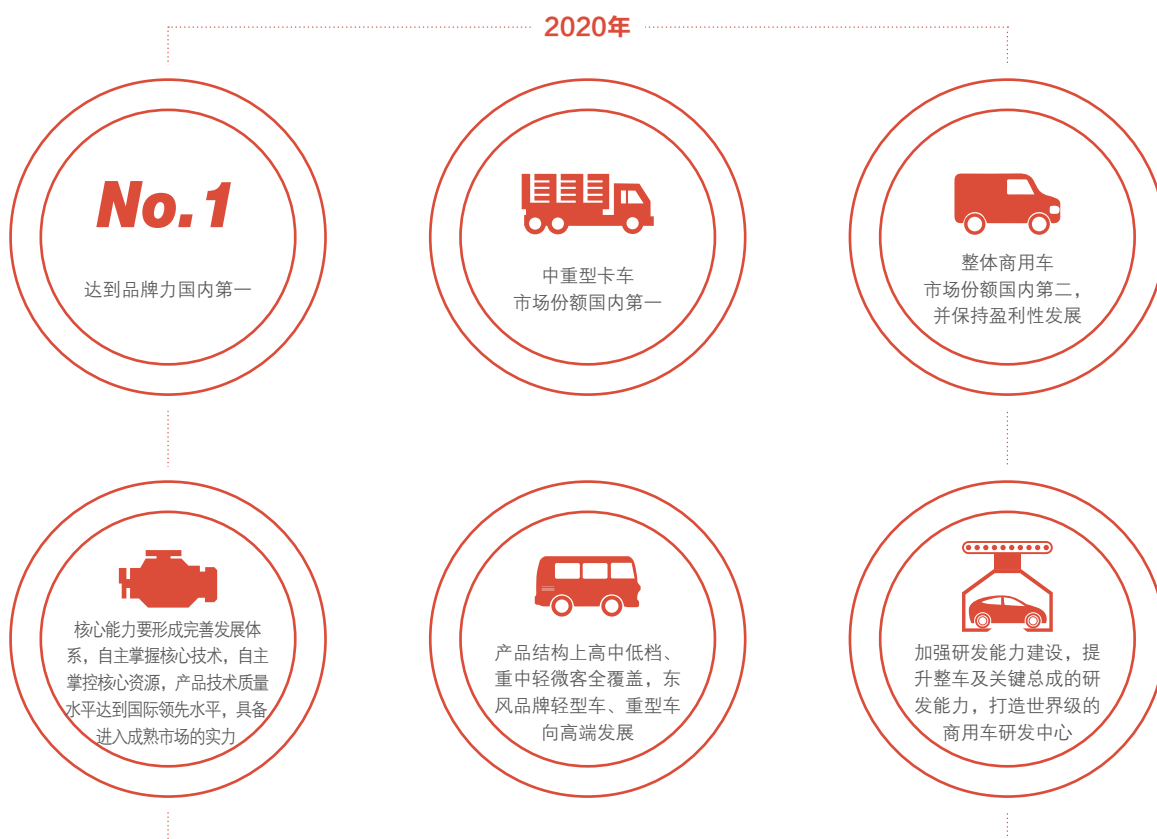 2020年
No.1
达到品牌力国内第一
中重型卡车
市场份额国内第一
整体商用车
市场份额国内第二，
并保持盈利性发展
核心能力要形成完善发展体
系，自主掌握核心技术，自主
掌控核心资源，产品技术质量
水平达到国际领先水平，具备
进入成熟市场的实力
产品结构上高中低档、
重中轻微客全覆盖，东
风品牌轻型车、重型车
向高端发展
加强研发能力建设，提
升整车及关键总成的研
发能力，打造世界级的
商用车研发中心